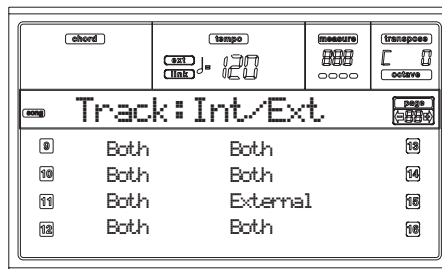 chord tempo measure transpose
ext ♩= 120 888 C 0
link octave
song Track:Int/Ext page
88
9 Both Both 13
10 Both Both 14
11 Both External 15
12 Both Both 16